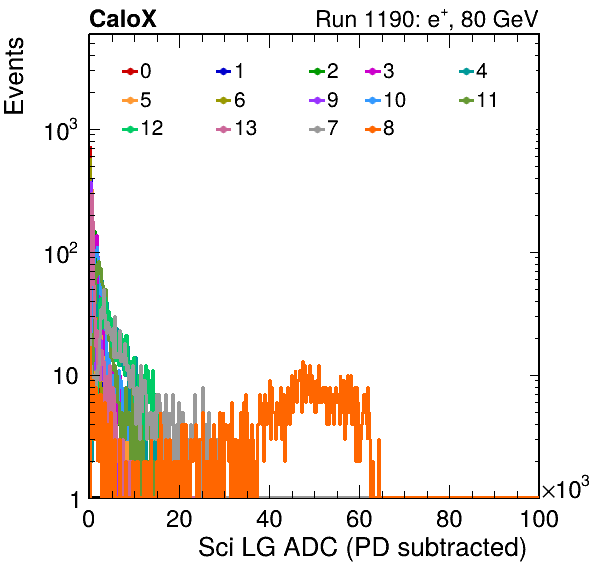 CaloX Run 1190: e⁺, 80 GeV
Events
0 1 2 3 4
5 6 9 10 11
12 13 7 8
10³
10²
10
1
0 20 40 60 80 100
×10³
Sci LG ADC (PD subtracted)